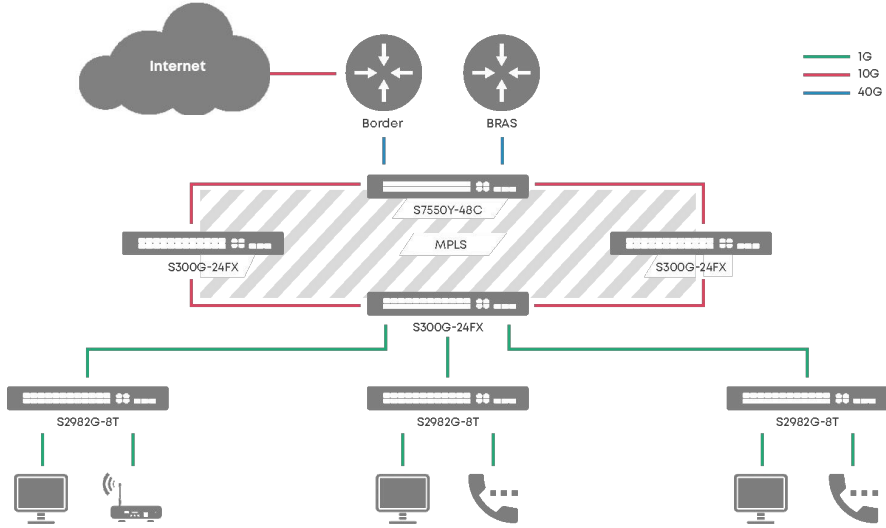 Internet
1G
10G
40G
Border
BRAS
S7550Y-48C
MPLS
S300G-24FX
S300G-24FX
S300G-24FX
S2982G-8T
S2982G-8T
S2982G-8T